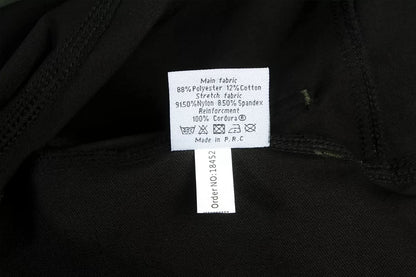 Main fabric
88% Polyester 12%Cotton
Stretch fabric
91.50%Nylon 8.50% Spandex
Reinforcment
100% Cordura®
Made in P.R.C
Order NO: 18452